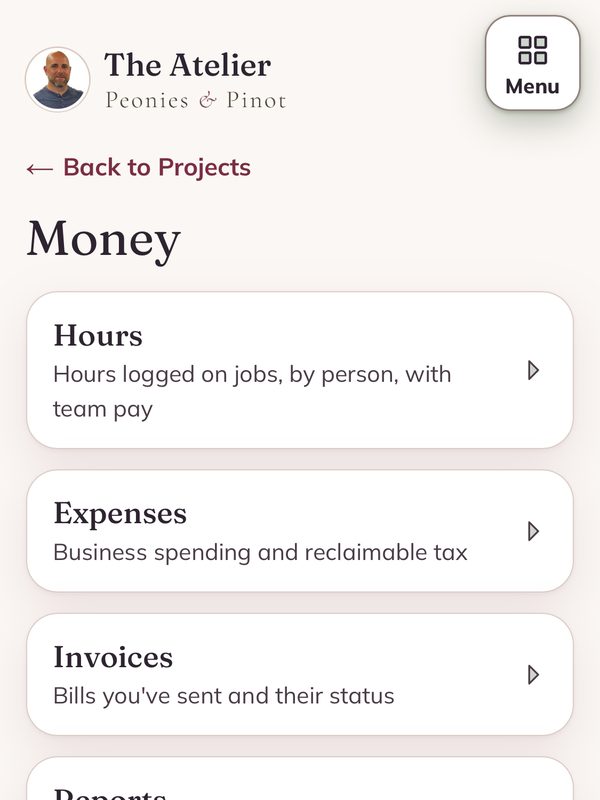 The Atelier
Peonies & Pinot
Menu
← Back to Projects
Money
Hours
Hours logged on jobs, by person, with
team pay
Expenses
Business spending and reclaimable tax
Invoices
Bills you've sent and their status
Reports